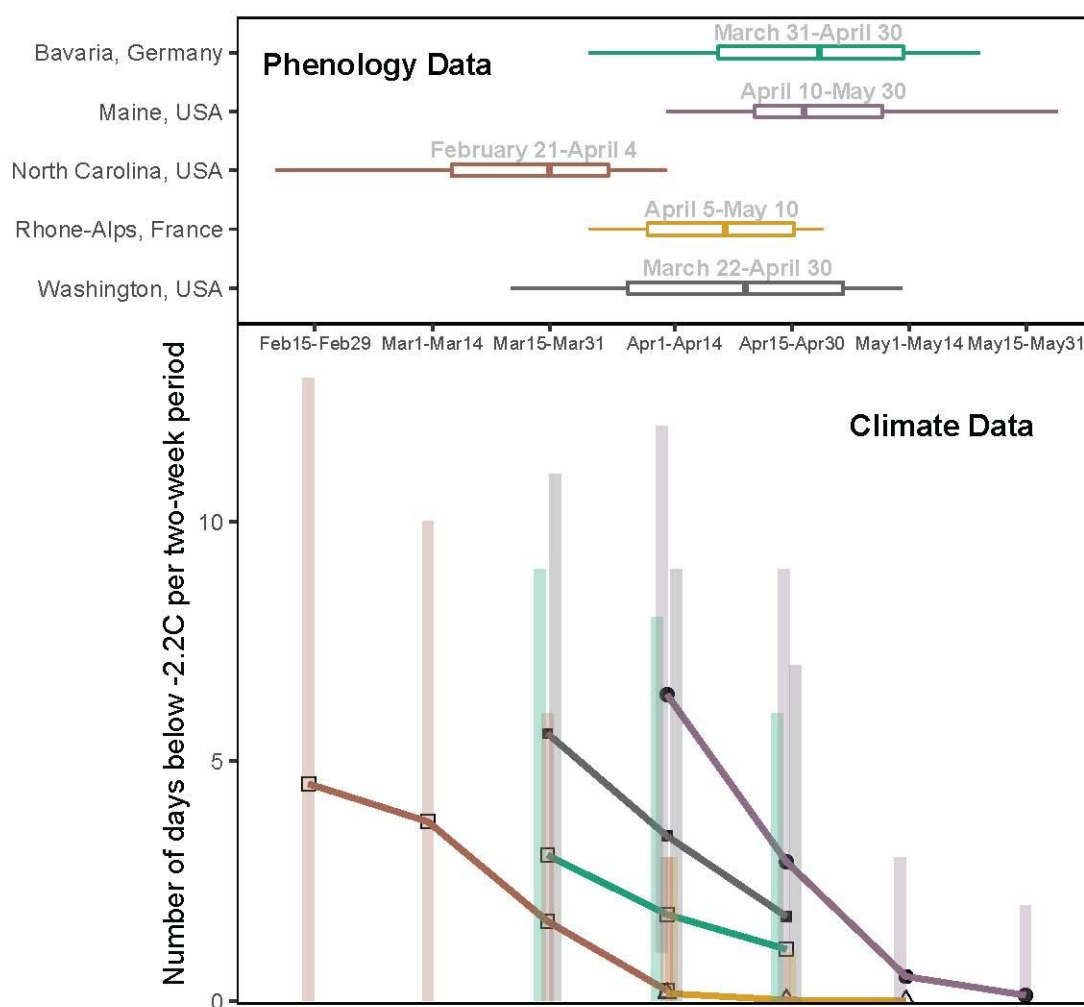 Bavaria, Germany
March 31-April 30
Phenology Data
Maine, USA
April 10-May 30
North Carolina, USA
February 21-April 4
Rhone-Alps, France
April 5-May 10
Washington, USA
March 22-April 30
Feb15-Feb29 Mar1-Mar14 Mar15-Mar31 Apr1-Apr14 Apr15-Apr30 May1-May14 May15-May31
Climate Data
Number of days below -2.2C per two-week period
10
5
0